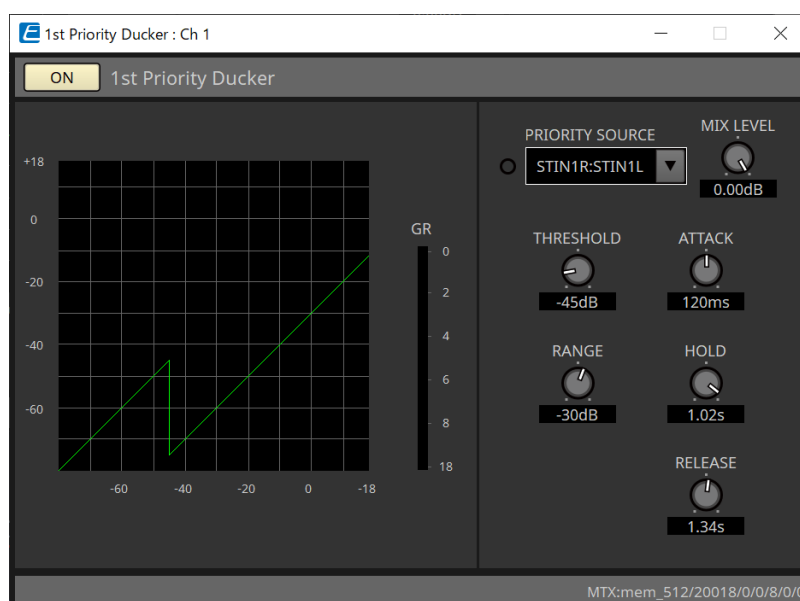 1st Priority Ducker : Ch 1
ON
1st Priority Ducker
+18
0
-20
-40
-60
-60
-40
-20
0
-18
GR
0
2
4
6
8
18
PRIORITY SOURCE
STIN1R:STIN1L
MIX LEVEL
0.00dB
THRESHOLD
-45dB
ATTACK
120ms
RANGE
-30dB
HOLD
1.02s
RELEASE
1.34s
MTX:mem_512/20018/0/0/8/0/0